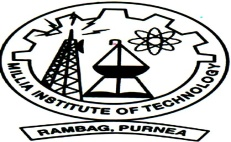 MILLIA INSTITUTE OF TECHNOLOGY
RAMBAG, PURNEA